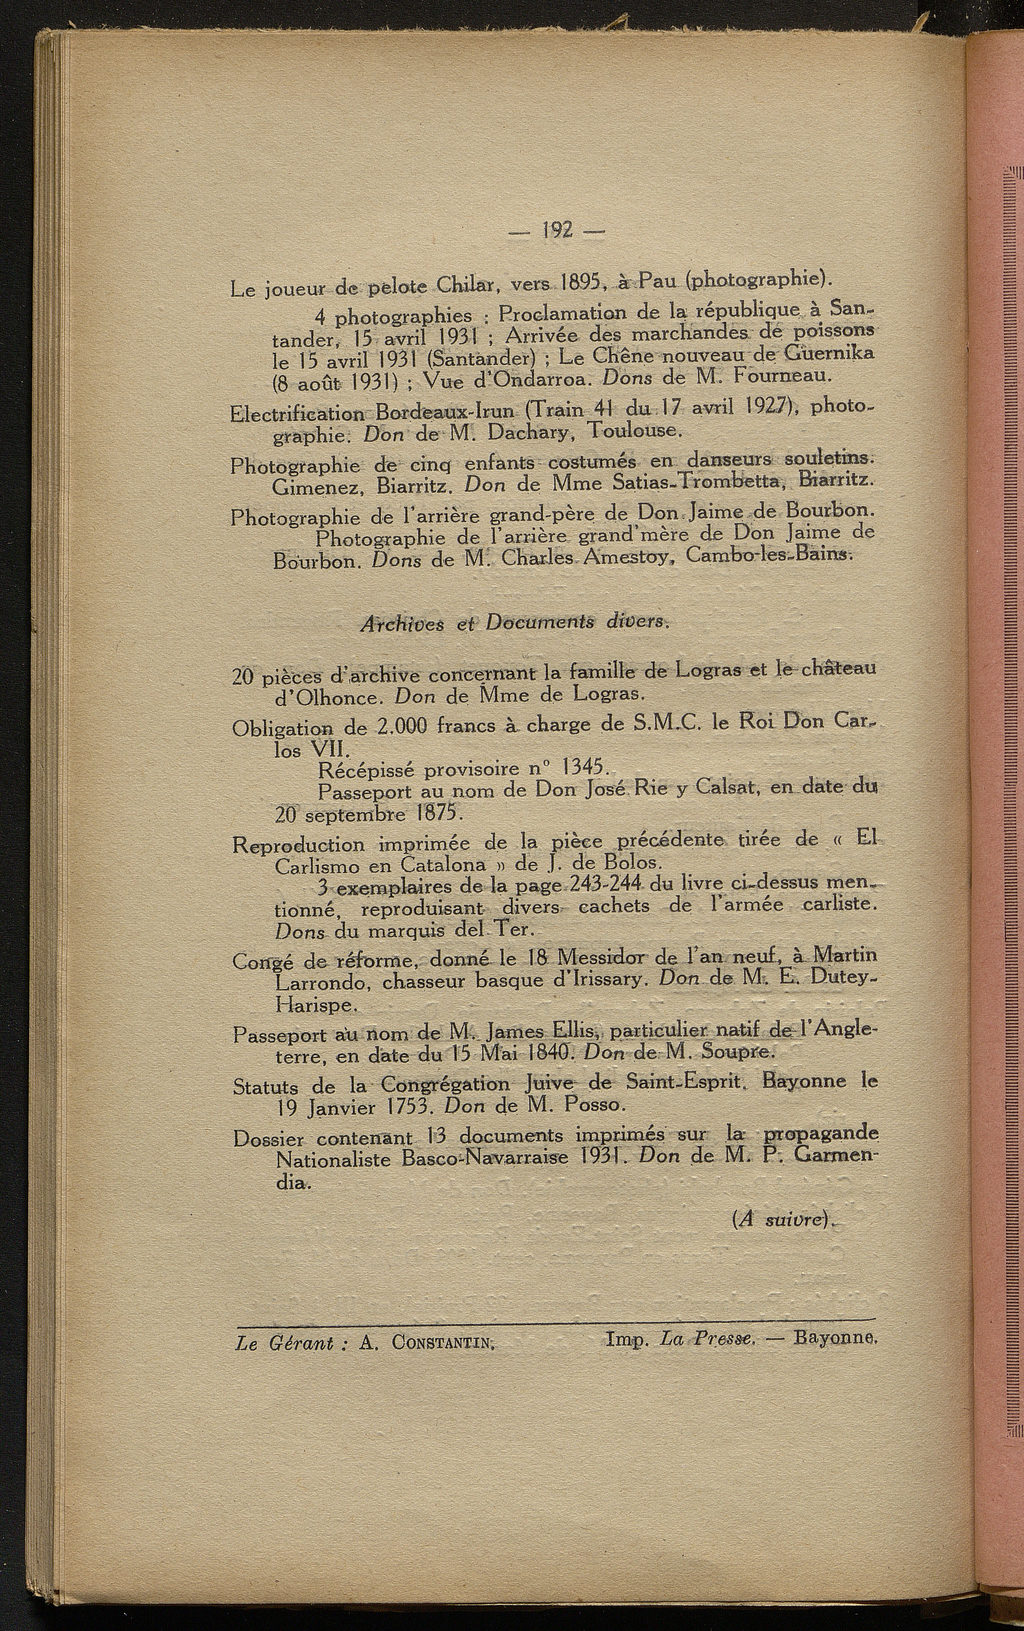 — 192 —
Le joueur de pelote Chilar, vers 1895, à Pau (photographie).
4 photographies : Proclamation de la république à San-
tander, 15 avril 1931 ; Arrivée des marchandes de poissons
le 15 avril 1931 (Santander) ; Le Chêne nouveau de Guernika
(8 août 1931) ; Vue d'Ondarroa. Dons de M. Fourneau.
Electrification Bordeaux-Irun (Train 41 du 17 avril 1927), photo-
graphie. Don de M. Dachary, Toulouse.
Photographie de cinq enfants costumés en danseurs souletins.
Gimenez, Biarritz. Don de Mme Satias-Trombetta, Biarritz.
Photographie de l'arrière grand-père de Don Jaime de Bourbon.
Photographie de l'arrière grand'mère de Don Jaime de
Bourbon. Dons de M. Charles Amestoy, Cambo-les-Bains.
Archives et Documents divers.
20 pièces d'archive concernant la famille de Logras et le château
d'Olhonce. Don de Mme de Logras.
Obligation de 2.000 francs à charge de S.M.C. le Roi Don Car-
los VII.
Récépissé provisoire n° 1345.
Passeport au nom de Don José Rie y Calsat, en date du
20 septembre 1875.
Reproduction imprimée de la pièce précédente tirée de « El
Carlismo en Catalona » de J. de Bolos.
3 exemplaires de la page 243-244 du livre ci-dessus men-
tionné, reproduisant divers cachets de l'armée carliste.
Dons du marquis del Ter.
Congé de réforme, donné le 18 Messidor de l'an neuf, à Martin
Larrondo, chasseur basque d'Irissary. Don de M. E. Dutey-
Harispe.
Passeport au nom de M. James Ellis, particulier natif de l'Angle-
terre, en date du 15 Mai 1840. Don de M. Soupre.
Statuts de la Congrégation Juive de Saint-Esprit. Bayonne le
19 Janvier 1753. Don de M. Posso.
Dossier contenant 13 documents imprimés sur la propagande
Nationaliste Basco-Navarraise 1931. Don de M. P. Garmen-
dia.
(A suivre).
Le Gérant : A. CONSTANTIN. Imp. La Presse. — Bayonne.